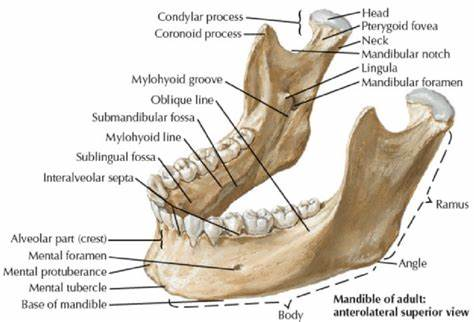 Condylar process
Coronoid process
Head
Pterygoid fovea
Neck
Mandibular notch
Lingula
Mandibular foramen
Mylohyoid groove
Oblique line
Submandibular fossa
Mylohyoid line
Sublingual fossa
Interalveolar septa
Ramus
Alveolar part (crest)
Mental foramen
Mental protuberance
Mental tubercle
Base of mandible
Body
Angle
Mandible of adult:
anterolateral superior view